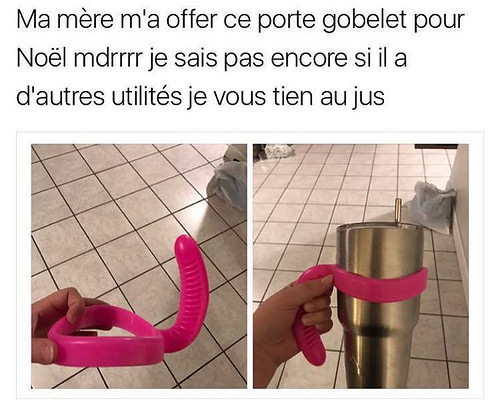 Ma mère m'a offer ce porte gobelet pour
Noël mdrrrr je sais pas encore si il a
d'autres utilités je vous tien au jus